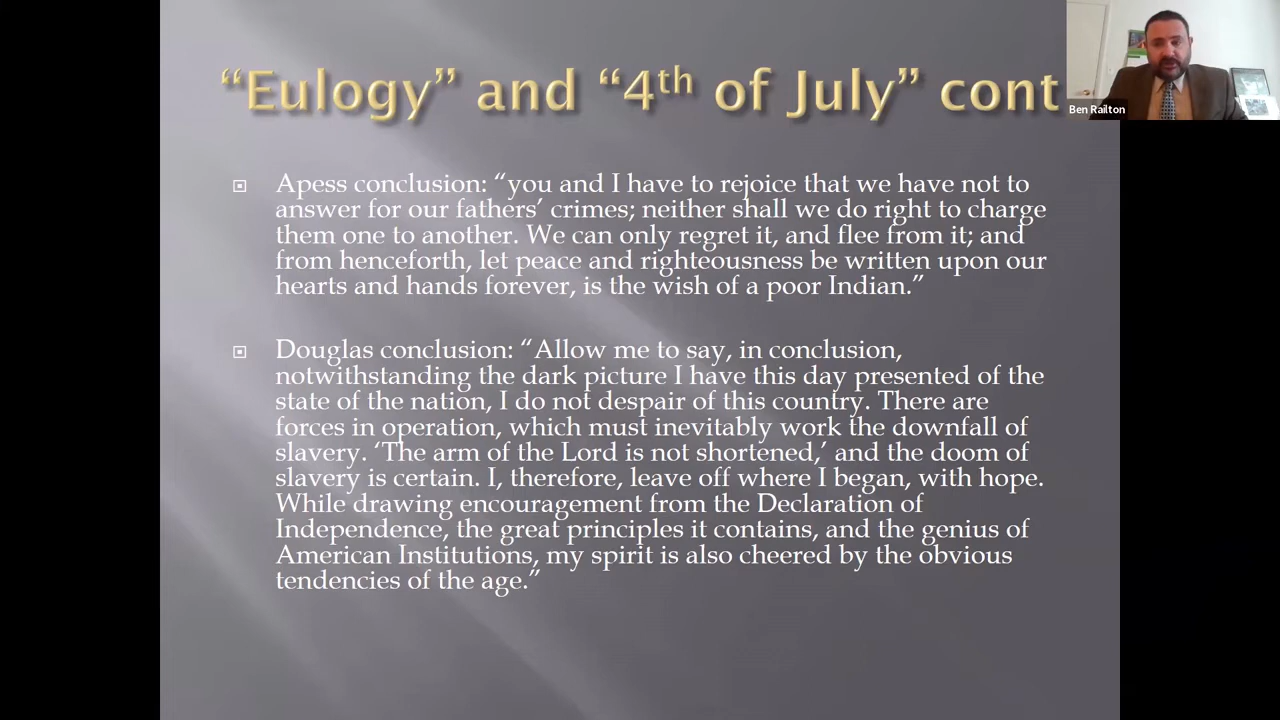 “Eulogy” and “4th of July” cont
Ben Railton
Apess conclusion: “you and I have to rejoice that we have not to
answer for our fathers’ crimes; neither shall we do right to charge
them one to another. We can only regret it, and flee from it; and
from henceforth, let peace and righteousness be written upon our
hearts and hands forever, is the wish of a poor Indian.”
Douglas conclusion: “Allow me to say, in conclusion,
notwithstanding the dark picture I have this day presented of the
state of the nation, I do not despair of this country. There are
forces in operation, which must inevitably work the downfall of
slavery. ‘The arm of the Lord is not shortened,’ and the doom of
slavery is certain. I, therefore, leave off where I began, with hope.
While drawing encouragement from the Declaration of
Independence, the great principles it contains, and the genius of
American Institutions, my spirit is also cheered by the obvious
tendencies of the age.”